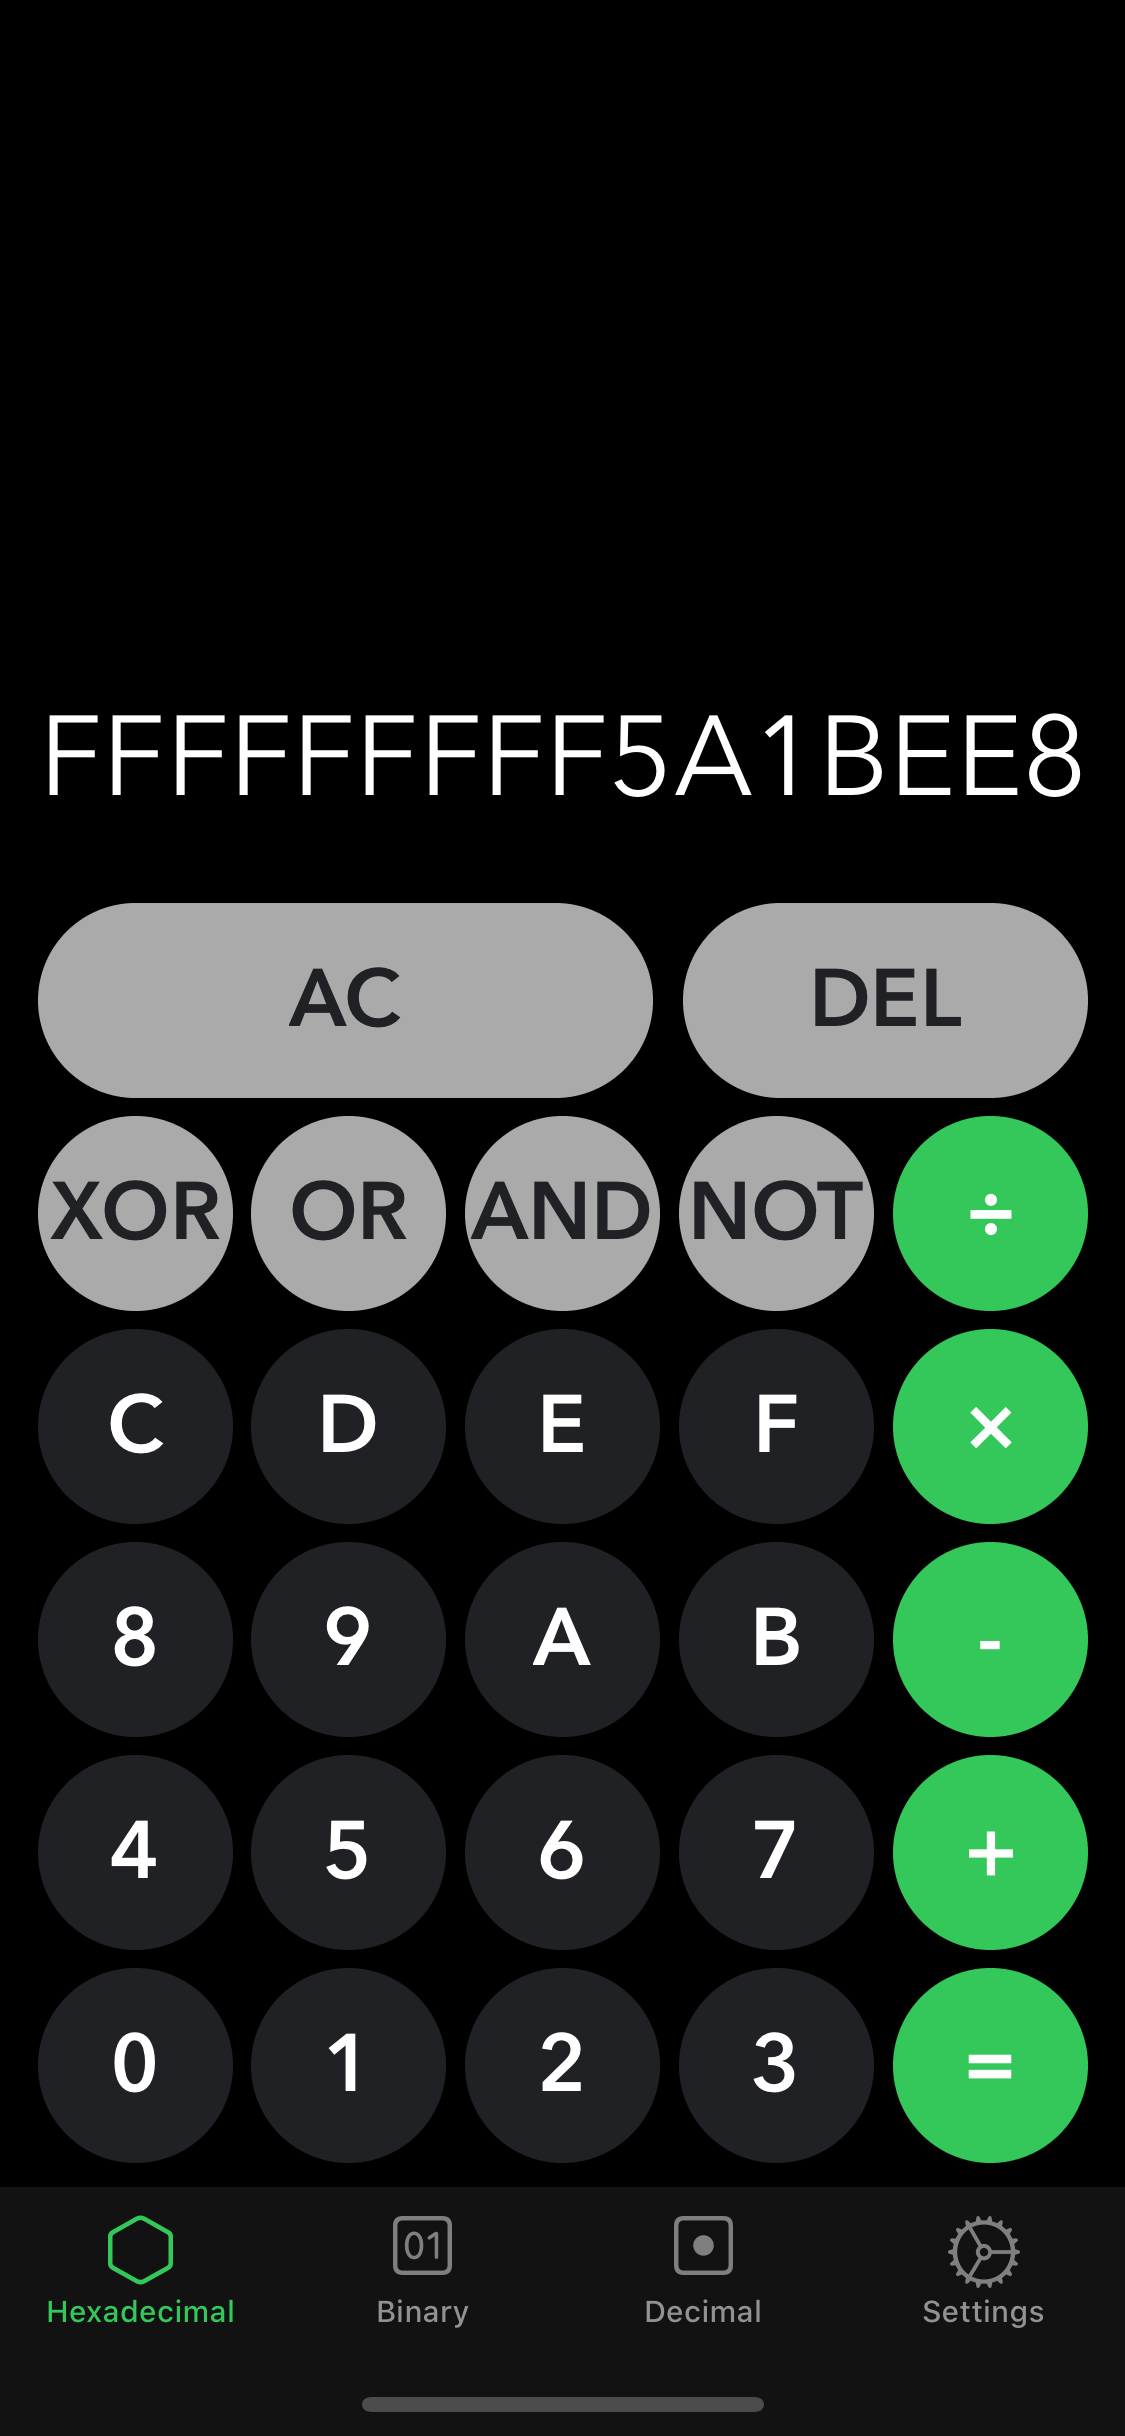 FFFFFFFFF5A1BEE8
AC DEL
XOR OR AND NOT ÷
C D E F ×
8 9 A B -
4 5 6 7 +
0 1 2 3 =
01
Hexadecimal Binary Decimal Settings